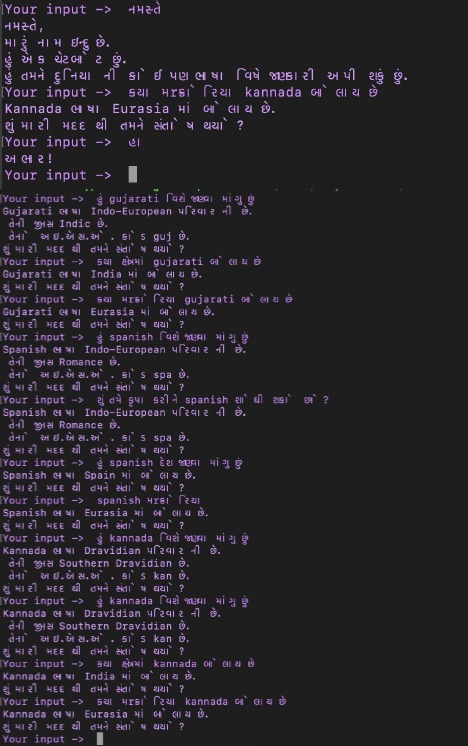 Your input -> નમસ્તે
નમસ્તે,
મારું નામ ઇન્દુ છે.
હું એક ચેટબોટ છું.
હું તમને દુનિયા ની કોઈ પણ ભાષા વિષે જાણકારી આપી શકું છું.
Your input -> કયા મરક્રોરિયા kannada બોલાય છે
Kannada ભાષા Eurasia માં બોલાય છે.
શું મારી મદદ થી તમને સંતોષ થયો?
Your input -> હા
અભાર!
Your input ->
Your input -> હું gujarati વિશે જાણવા માંગુ છું
Gujarati ભાષા Indo-European પરિવાર ની છે.
તેની જીનસ Indic છે.
તેનો અઇ.એસ.ઓ. કોડ guj છે.
શું મારી મદદ થી તમને સંતોષ થયો?
Your input -> કયા ક્ષેત્રમાં gujarati બોલાય છે
Gujarati ભાષા India માં બોલાય છે.
શું મારી મદદ થી તમને સંતોષ થયો?
Your input -> કયા મરક્રોરિયા gujarati બોલાય છે
Gujarati ભાષા Eurasia માં બોલાય છે.
શું મારી મદદ થી તમને સંતોષ થયો?
Your input -> હું spanish વિશે જાણવા માંગુ છું
Spanish ભાષા Indo-European પરિવાર ની છે.
તેની જીનસ Romance છે.
તેનો અઇ.એસ.ઓ. કોડ spa છે.
શું મારી મદદ થી તમને સંતોષ થયો?
Your input -> શું તમે કૃપા કરીને spanish શોધી શકો છો?
Spanish ભાષા Indo-European પરિવાર ની છે.
તેની જીનસ Romance છે.
તેનો અઇ.એસ.ઓ. કોડ spa છે.
શું મારી મદદ થી તમને સંતોષ થયો?
Your input -> હું spanish દેશ જાણવા માંગુ છું
Spanish ભાષા Spain માં બોલાય છે.
શું મારી મદદ થી તમને સંતોષ થયો?
Your input -> spanish મરક્રોરિયા
Spanish ભાષા Eurasia માં બોલાય છે.
શું મારી મદદ થી તમને સંતોષ થયો?
Your input -> હું kannada વિશે જાણવા માંગુ છું
Kannada ભાષા Dravidian પરિવાર ની છે.
તેની જીનસ Southern Dravidian છે.
તેનો અઇ.એસ.ઓ. કોડ kan છે.
શું મારી મદદ થી તમને સંતોષ થયો?
Your input -> હું kannada વિશે જાણવા માંગુ છું
Kannada ભાષા Dravidian પરિવાર ની છે.
તેની જીનસ Southern Dravidian છે.
તેનો અઇ.એસ.ઓ. કોડ kan છે.
શું મારી મદદ થી તમને સંતોષ થયો?
Your input -> કયા ક્ષેત્રમાં kannada બોલાય છે
Kannada ભાષા India માં બોલાય છે.
શું મારી મદદ થી તમને સંતોષ થયો?
Your input -> કયા મરક્રોરિયા kannada બોલાય છે
Kannada ભાષા Eurasia માં બોલાય છે.
શું મારી મદદ થી તમને સંતોષ થયો?
Your input ->